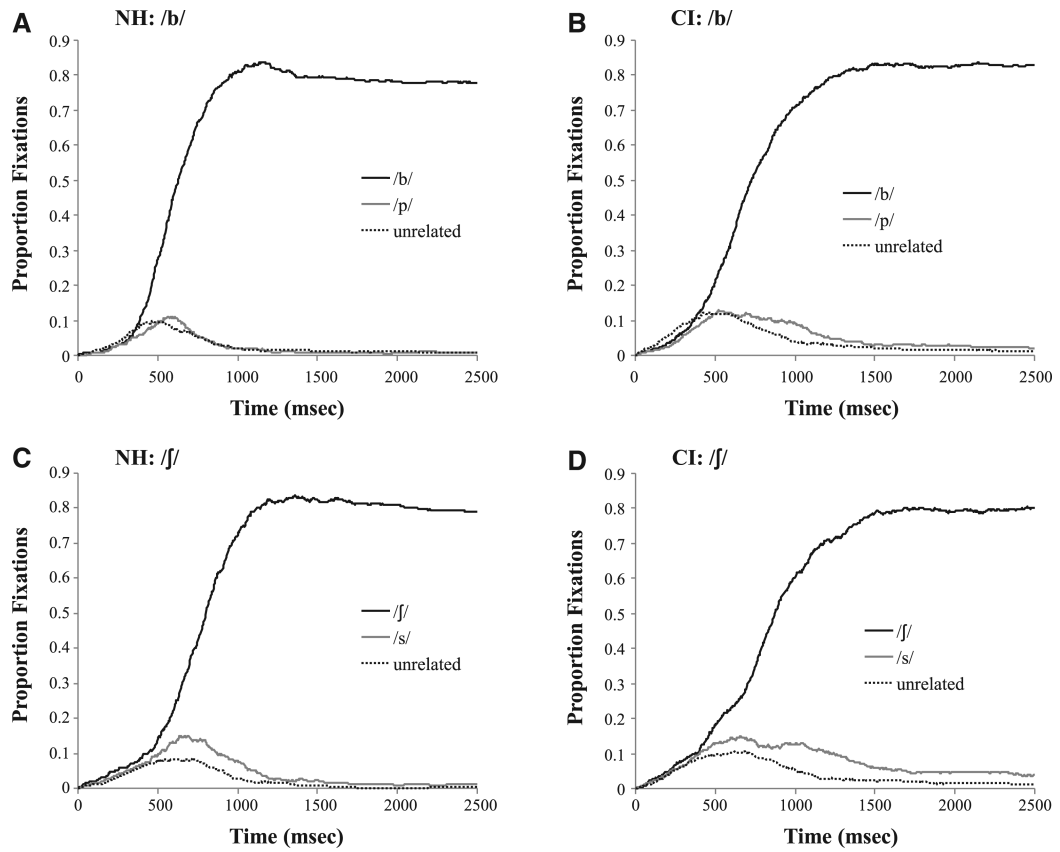 A
NH: /b/
Proportion Fixations
0.9
0.8
0.7
0.6
0.5
0.4
0.3
0.2
0.1
0
/b/
/p/
unrelated
0 500 1000 1500 2000 2500
Time (msec)
B
CI: /b/
Proportion Fixations
0.9
0.8
0.7
0.6
0.5
0.4
0.3
0.2
0.1
0
/b/
/p/
unrelated
0 500 1000 1500 2000 2500
Time (msec)
C
NH: /ʃ/
Proportion Fixations
0.9
0.8
0.7
0.6
0.5
0.4
0.3
0.2
0.1
0
/ʃ/
/s/
unrelated
0 500 1000 1500 2000 2500
Time (msec)
D
CI: /ʃ/
Proportion Fixations
0.9
0.8
0.7
0.6
0.5
0.4
0.3
0.2
0.1
0
/ʃ/
/s/
unrelated
0 500 1000 1500 2000 2500
Time (msec)